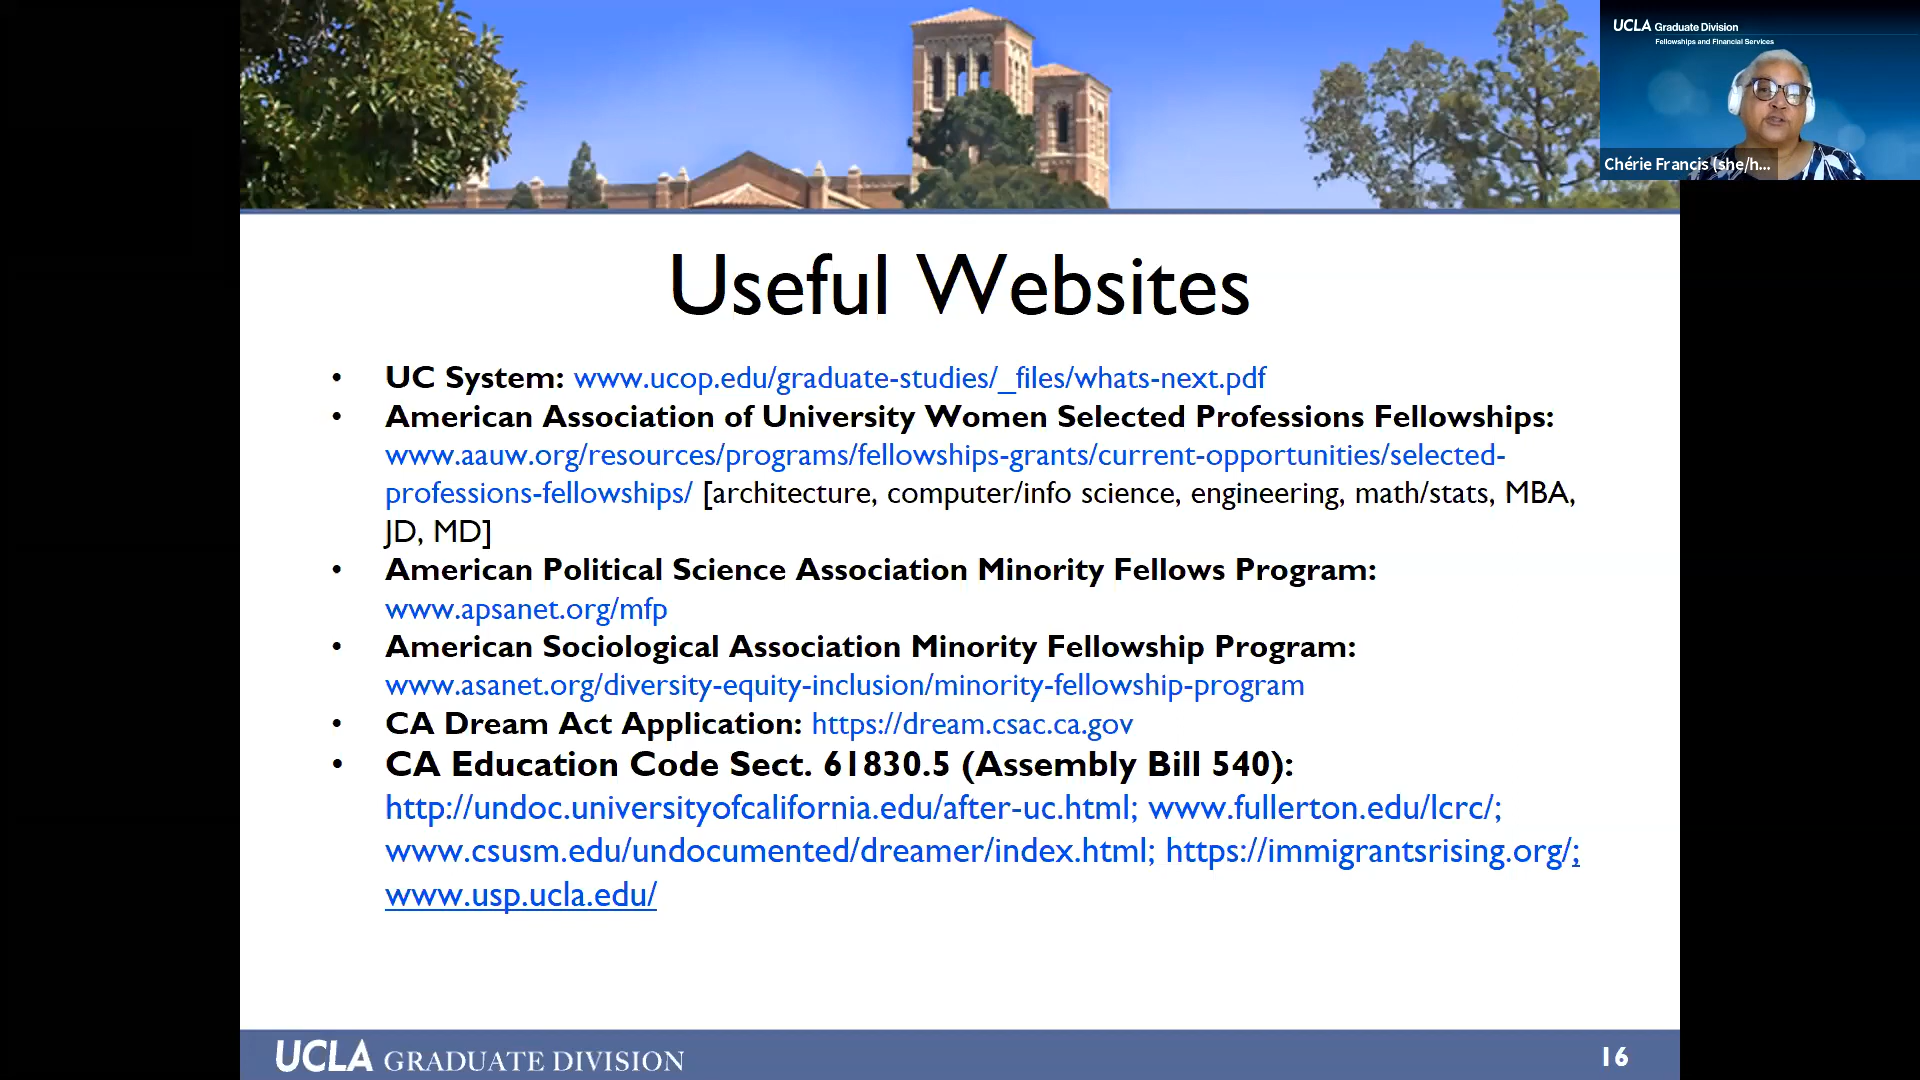 UCLA Graduate Division
Fellowships and Financial Services
Chérie Francis (she/h...
Useful Websites
• UC System: www.ucop.edu/graduate-studies/_files/whats-next.pdf
• American Association of University Women Selected Professions Fellowships:
www.aauw.org/resources/programs/fellowships-grants/current-opportunities/selected-
professions-fellowships/ [architecture, computer/info science, engineering, math/stats, MBA,
JD, MD]
• American Political Science Association Minority Fellows Program:
www.apsanet.org/mfp
• American Sociological Association Minority Fellowship Program:
www.asanet.org/diversity-equity-inclusion/minority-fellowship-program
• CA Dream Act Application: https://dream.csac.ca.gov
• CA Education Code Sect. 61830.5 (Assembly Bill 540):
http://undoc.universityofcalifornia.edu/after-uc.html; www.fullerton.edu/lcrc/;
www.csusm.edu/undocumented/dreamer/index.html; https://immigrantsrising.org/;
www.usp.ucla.edu/
UCLA GRADUATE DIVISION
16